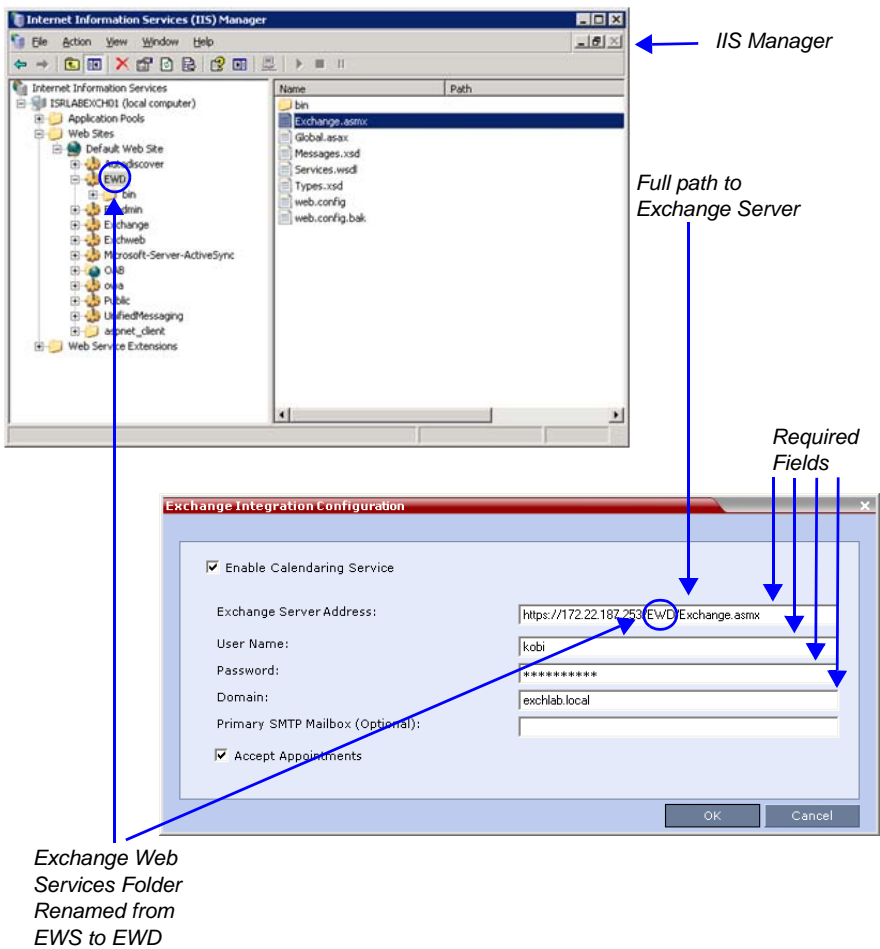 Internet Information Services (IIS) Manager
File Action View Window Help
IIS Manager
Internet Information Services
ISRLABEXCH01 (local computer)
Application Pools
Web Sites
Default Web Site
Autodiscover
EWD
bin
Exadmin
Exchange
Exchweb
Microsoft-Server-ActiveSync
OAB
owa
Public
UnifiedMessaging
aspnet_client
Web Service Extensions
Name Path
bin
Exchange.asmx
Global.asax
Messages.xsd
Services.wsdl
Types.xsd
web.config
web.config.bak
Full path to
Exchange Server
Required
Fields
Exchange Integration Configuration
Enable Calendaring Service
Exchange Server Address: https://172.22.187.253/EWD/Exchange.asmx
User Name: kobi
Password: **********
Domain: exchlab.local
Primary SMTP Mailbox (Optional):
Accept Appointments
OK Cancel
Exchange Web
Services Folder
Renamed from
EWS to EWD